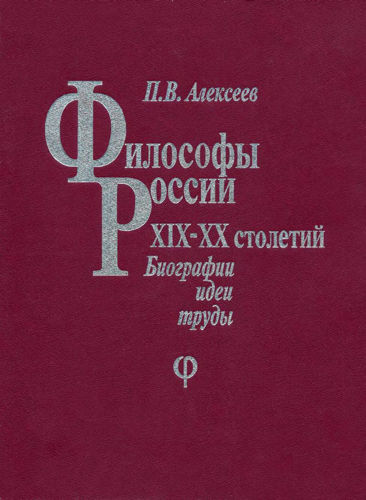 П.В. Алексеев
Философы
России
XIX-XX столетий
Биографии
идеи
труды
φ